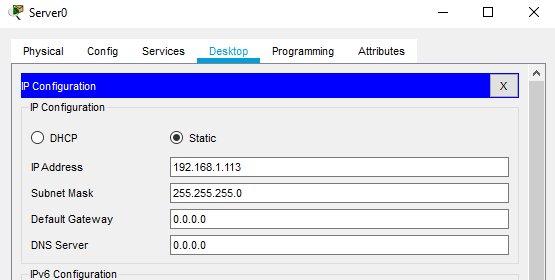 Server0
Physical Config Services Desktop Programming Attributes
IP Configuration X
IP Configuration
DHCP Static
IP Address 192.168.1.113
Subnet Mask 255.255.255.0
Default Gateway 0.0.0.0
DNS Server 0.0.0.0
IPv6 Configuration